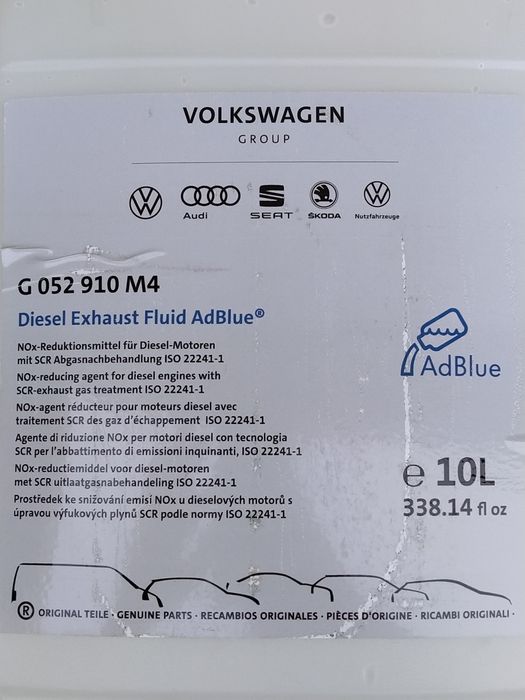 VOLKSWAGEN
GROUP
Audi
SEAT
ŠKODA
Nutzfahrzeuge
G 052 910 M4
Diesel Exhaust Fluid AdBlue®
NOx-Reduktionsmittel für Diesel-Motoren
mit SCR Abgasnachbehandlung ISO 22241-1
NOx-reducing agent for diesel engines with
SCR-exhaust gas treatment ISO 22241-1
NOx-agent réducteur pour moteurs diesel avec
traitement SCR des gaz d'échappement ISO 22241-1
Agente di riduzione NOx per motori diesel con tecnologia
SCR per l'abbattimento di emissioni inquinanti, ISO 22241-1
NOx-reductiemiddel voor diesel-motoren
met SCR uitlaatgasnabehandeling ISO 22241-1
Prostředek ke snižování emisí NOx u dieselových motorů s
úpravou výfukových plynů SCR podle normy ISO 22241-1
AdBlue
℮ 10L
338.14 fl oz
® ORIGINAL TEILE · GENUINE PARTS · RECAMBIOS ORIGINALES · PIÈCES D'ORIGINE · RICAMBI ORIGINALI ·